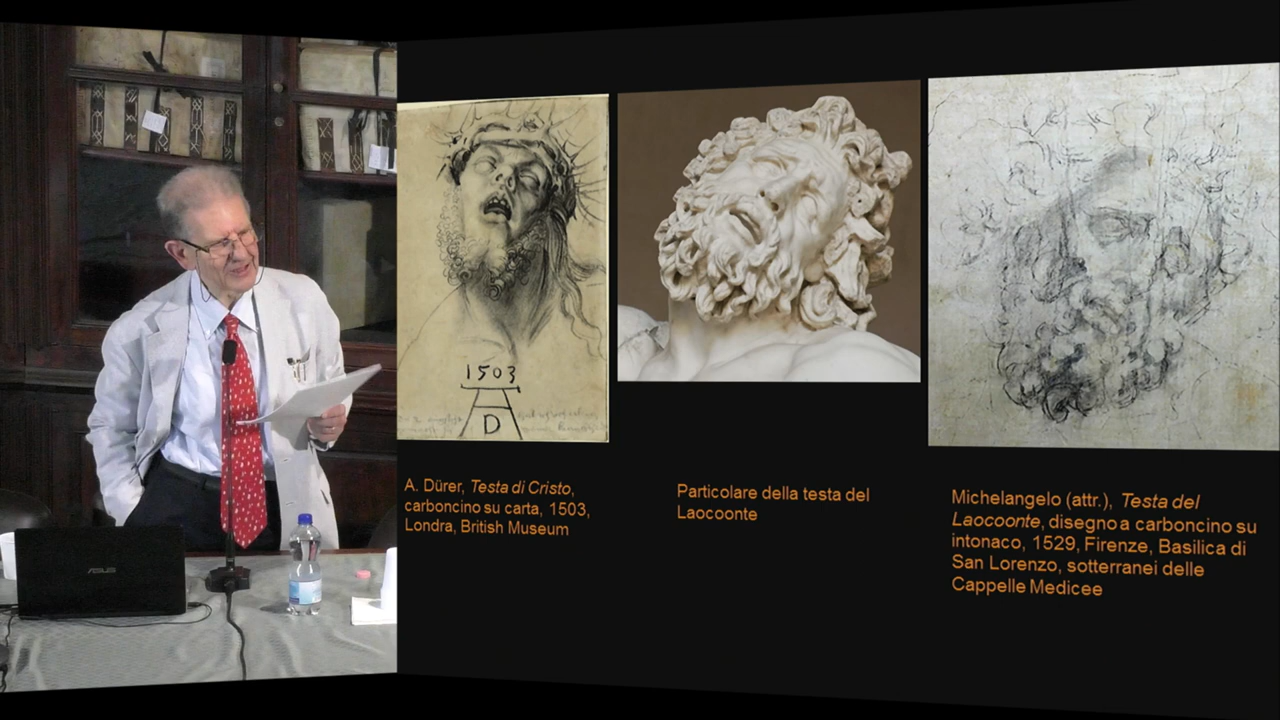 ASUS
1503
D
A. Dürer, Testa di Cristo,
carboncino su carta, 1503,
Londra, British Museum
Particolare della testa del
Laocoonte
Michelangelo (attr.), Testa del
Laocoonte, disegno a carboncino su
intonaco, 1529, Firenze, Basilica di
San Lorenzo, sotterranei delle
Cappelle Medicee